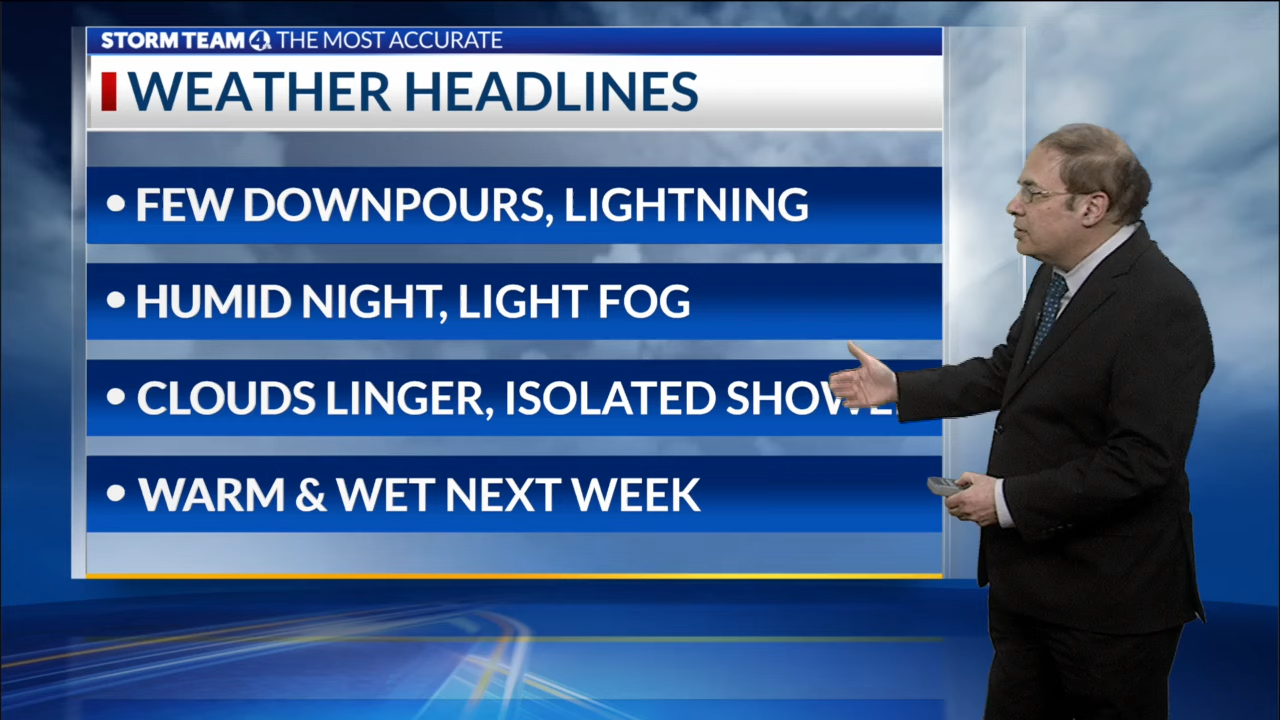 STORM TEAM 4 THE MOST ACCURATE
WEATHER HEADLINES
• FEW DOWNPOURS, LIGHTNING
• HUMID NIGHT, LIGHT FOG
• CLOUDS LINGER, ISOLATED
• WARM & WET NEXT WEEK